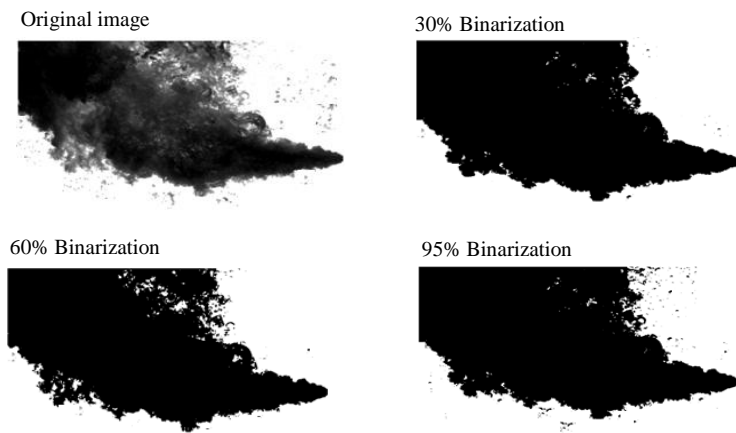 Original image
30% Binarization
60% Binarization
95% Binarization